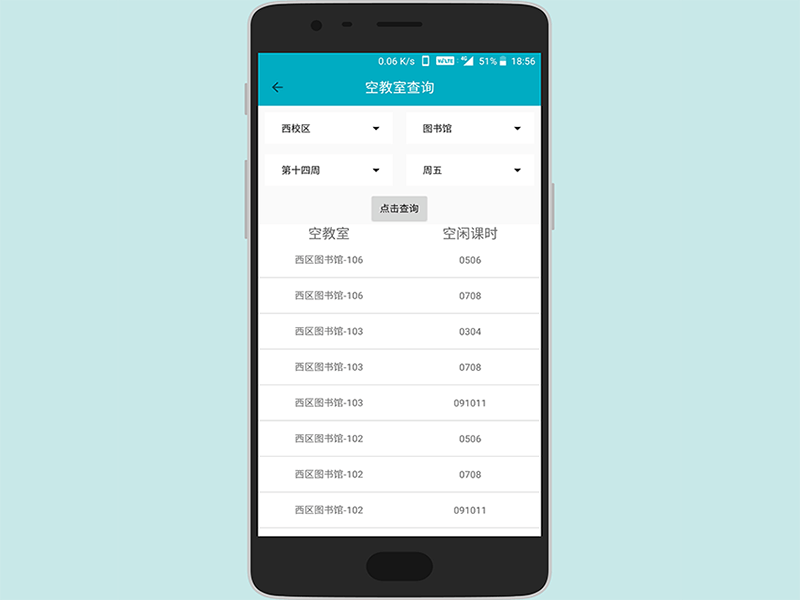 0.06 K/s VoLTE 4G 51% 18:56
空教室查询
西校区 图书馆
第十四周 周五
点击查询
空教室 空闲课时
西区图书馆-106 0506
西区图书馆-106 0708
西区图书馆-103 0304
西区图书馆-103 0708
西区图书馆-103 091011
西区图书馆-102 0506
西区图书馆-102 0708
西区图书馆-102 091011